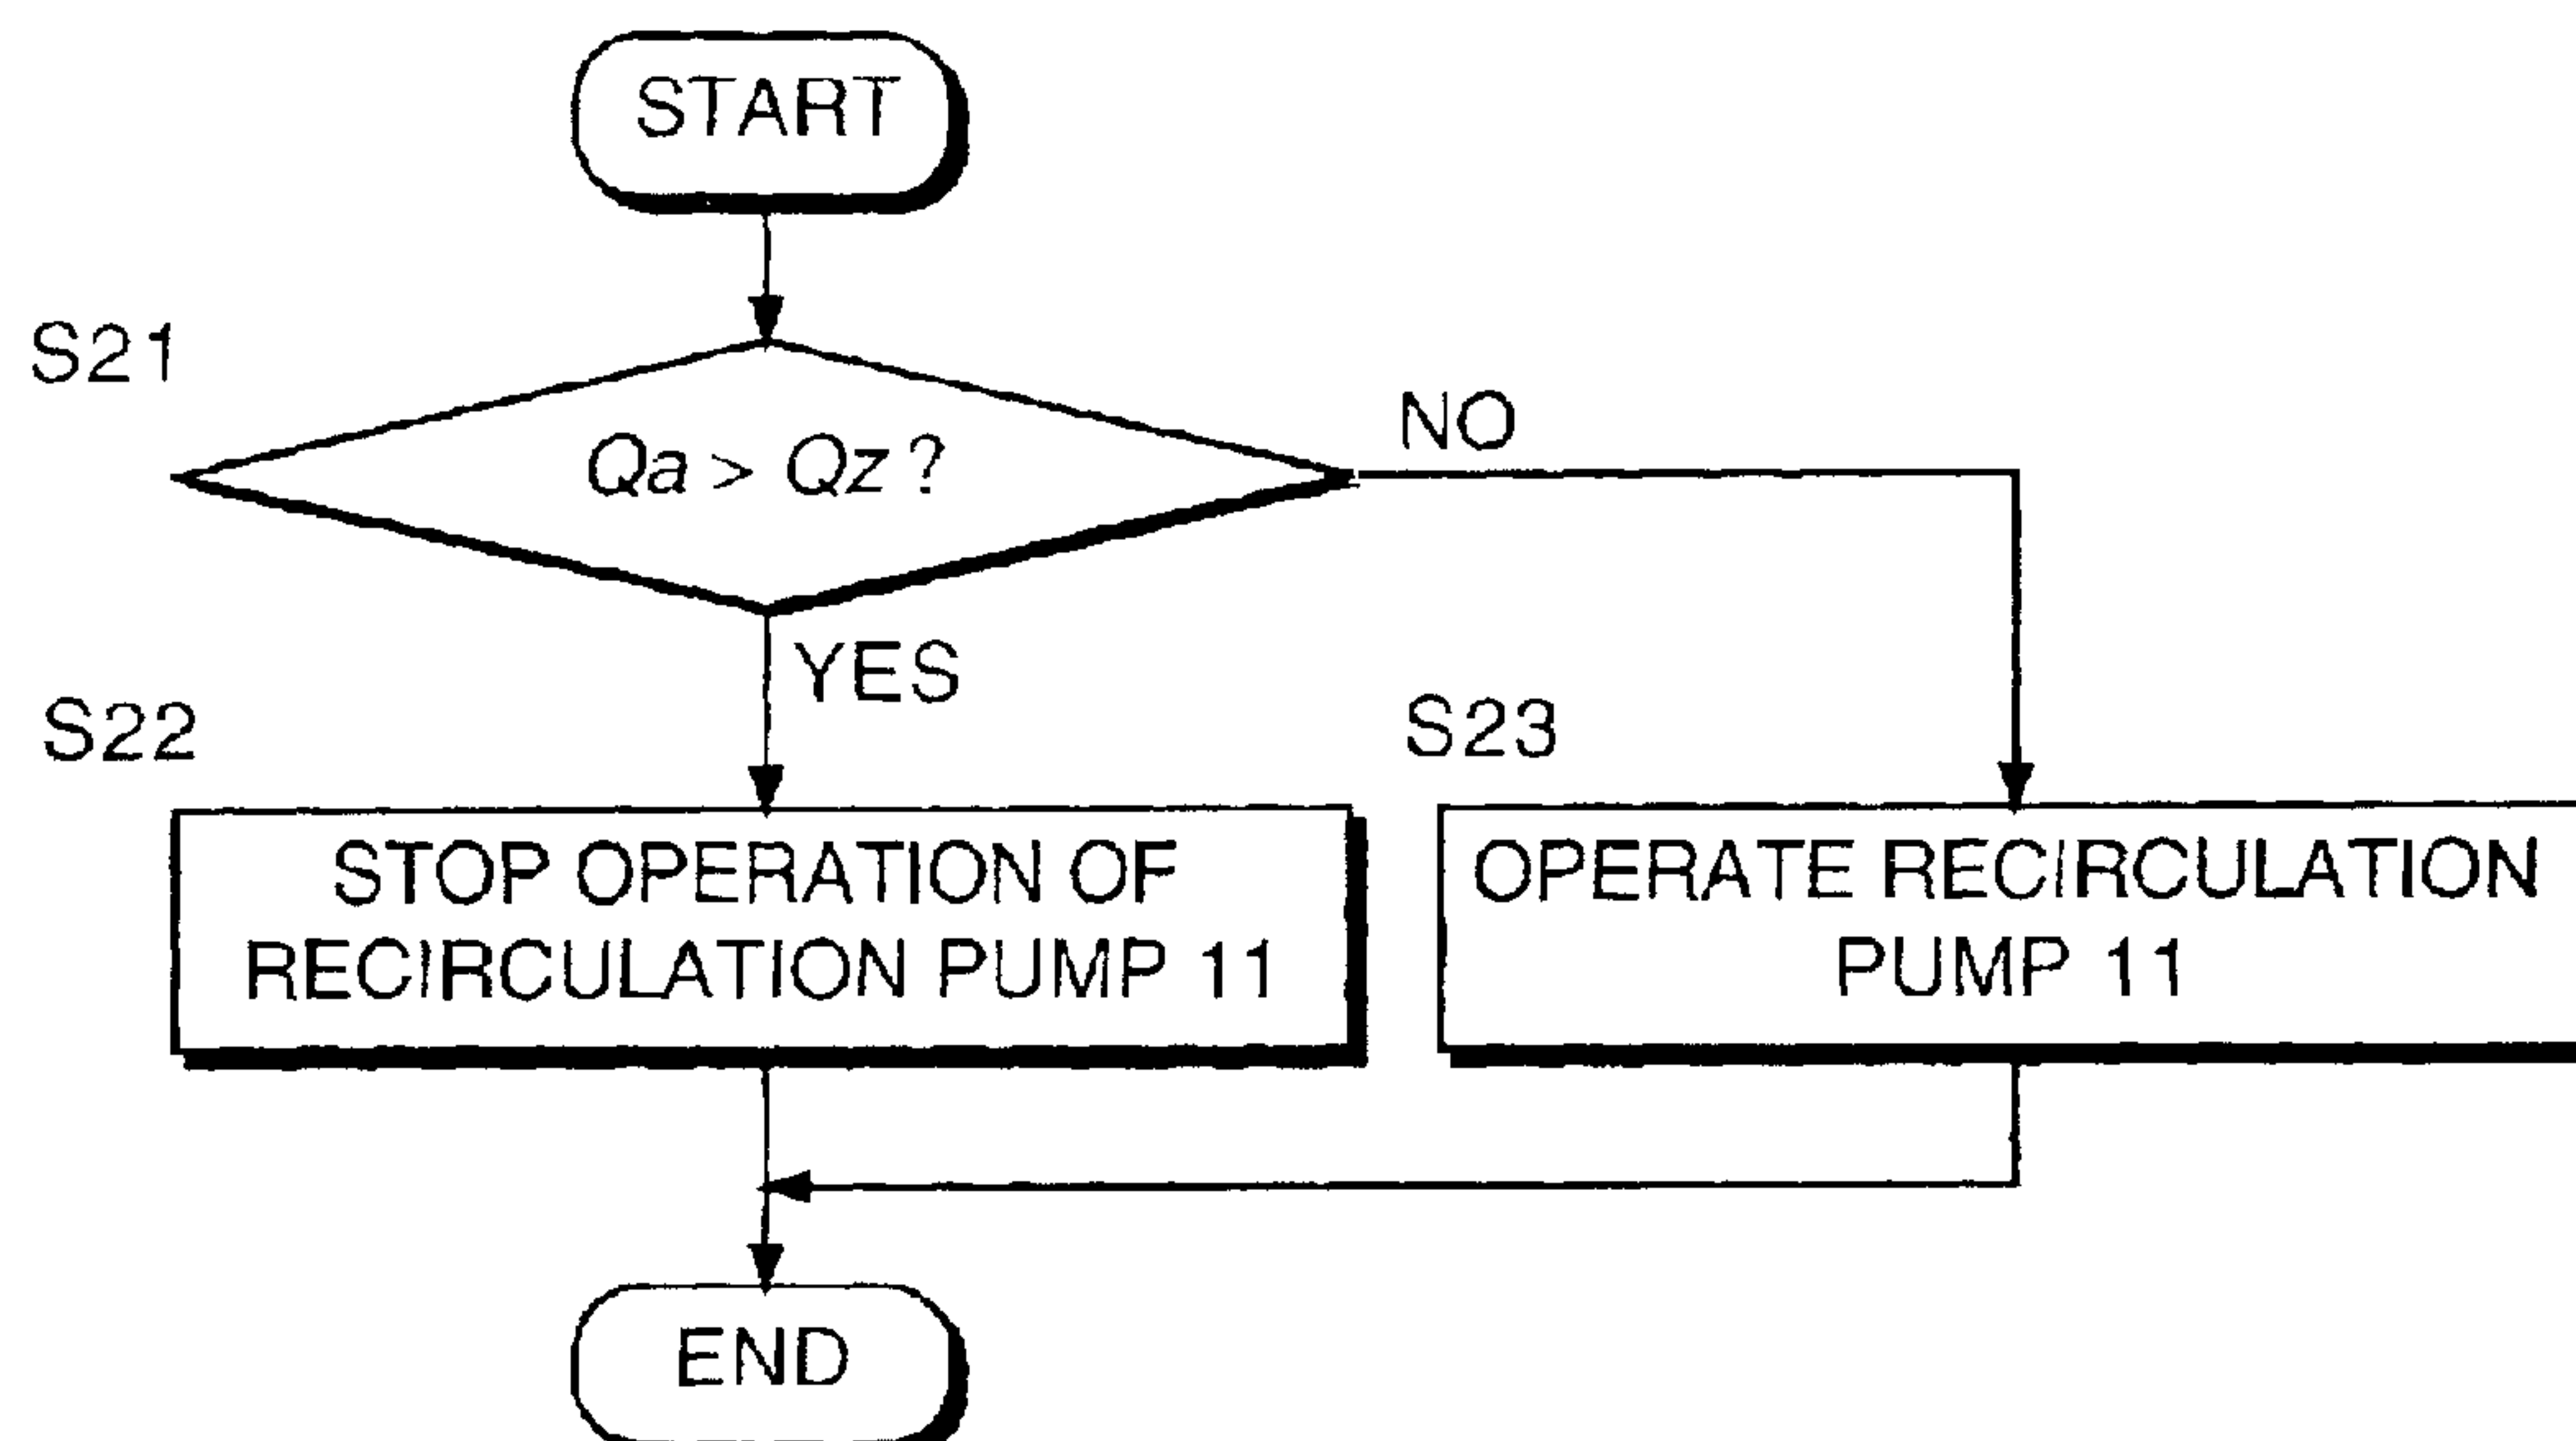 START
S21
Qa > Qz ?
NO
YES
S22
STOP OPERATION OF
RECIRCULATION PUMP 11
S23
OPERATE RECIRCULATION
PUMP 11
END